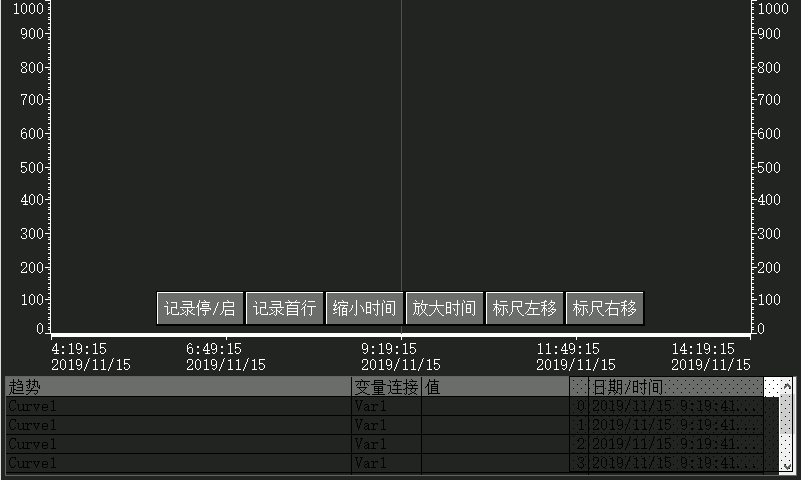 1000 1000
900 900
800 800
700 700
600 600
500 500
400 400
300 300
200 200
100 100
记录停/启 记录首行 缩小时间 放大时间 标尺左移 标尺右移
0 0
4:19:15 6:49:15 9:19:15 11:49:15 14:19:15
2019/11/15 2019/11/15 2019/11/15 2019/11/15 2019/11/15
趋势 变量连接 值 日期/时间
Curve1 Var1 0 2019/11/15 9:19:41...
Curve1 Var1 1 2019/11/15 9:19:41...
Curve1 Var1 2 2019/11/15 9:19:41...
Curve1 Var1 3 2019/11/15 9:19:41...